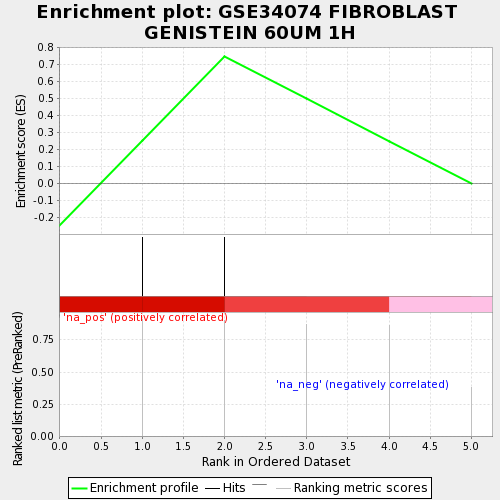 Enrichment plot: GSE34074 FIBROBLAST
GENISTEIN 60UM 1H
Enrichment score (ES)
0.8
0.7
0.6
0.5
0.4
0.3
0.2
0.1
0.0
-0.1
-0.2
'na_pos' (positively correlated)
'na_neg' (negatively correlated)
Ranked list metric (PreRanked)
0.75
0.50
0.25
0.00
0.0 0.5 1.0 1.5 2.0 2.5 3.0 3.5 4.0 4.5 5.0
Rank in Ordered Dataset
Enrichment profile Hits Ranking metric scores